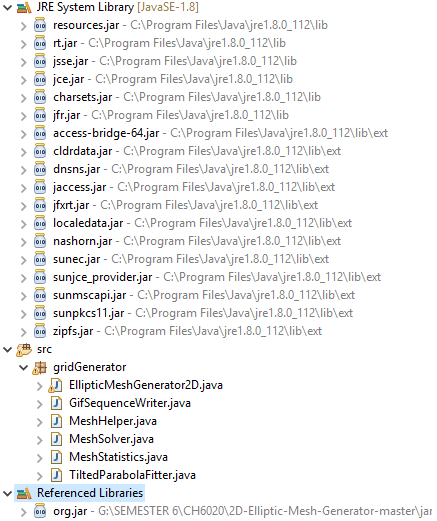 JRE System Library [JavaSE-1.8]
resources.jar - C:\Program Files\Java\jre1.8.0_112\lib
rt.jar - C:\Program Files\Java\jre1.8.0_112\lib
jsse.jar - C:\Program Files\Java\jre1.8.0_112\lib
jce.jar - C:\Program Files\Java\jre1.8.0_112\lib
charsets.jar - C:\Program Files\Java\jre1.8.0_112\lib
jfr.jar - C:\Program Files\Java\jre1.8.0_112\lib
access-bridge-64.jar - C:\Program Files\Java\jre1.8.0_112\lib\ext
cldrdata.jar - C:\Program Files\Java\jre1.8.0_112\lib\ext
dnsns.jar - C:\Program Files\Java\jre1.8.0_112\lib\ext
jaccess.jar - C:\Program Files\Java\jre1.8.0_112\lib\ext
jfxrt.jar - C:\Program Files\Java\jre1.8.0_112\lib\ext
localedata.jar - C:\Program Files\Java\jre1.8.0_112\lib\ext
nashorn.jar - C:\Program Files\Java\jre1.8.0_112\lib\ext
sunec.jar - C:\Program Files\Java\jre1.8.0_112\lib\ext
sunjce_provider.jar - C:\Program Files\Java\jre1.8.0_112\lib\ext
sunmscapi.jar - C:\Program Files\Java\jre1.8.0_112\lib\ext
sunpkcs11.jar - C:\Program Files\Java\jre1.8.0_112\lib\ext
zipfs.jar - C:\Program Files\Java\jre1.8.0_112\lib\ext
src
gridGenerator
EllipticMeshGenerator2D.java
GifSequenceWriter.java
MeshHelper.java
MeshSolver.java
MeshStatistics.java
TiltedParabolaFitter.java
Referenced Libraries
org.jar - G:\SEMESTER 6\CH6020\2D-Elliptic-Mesh-Generator-master\jar